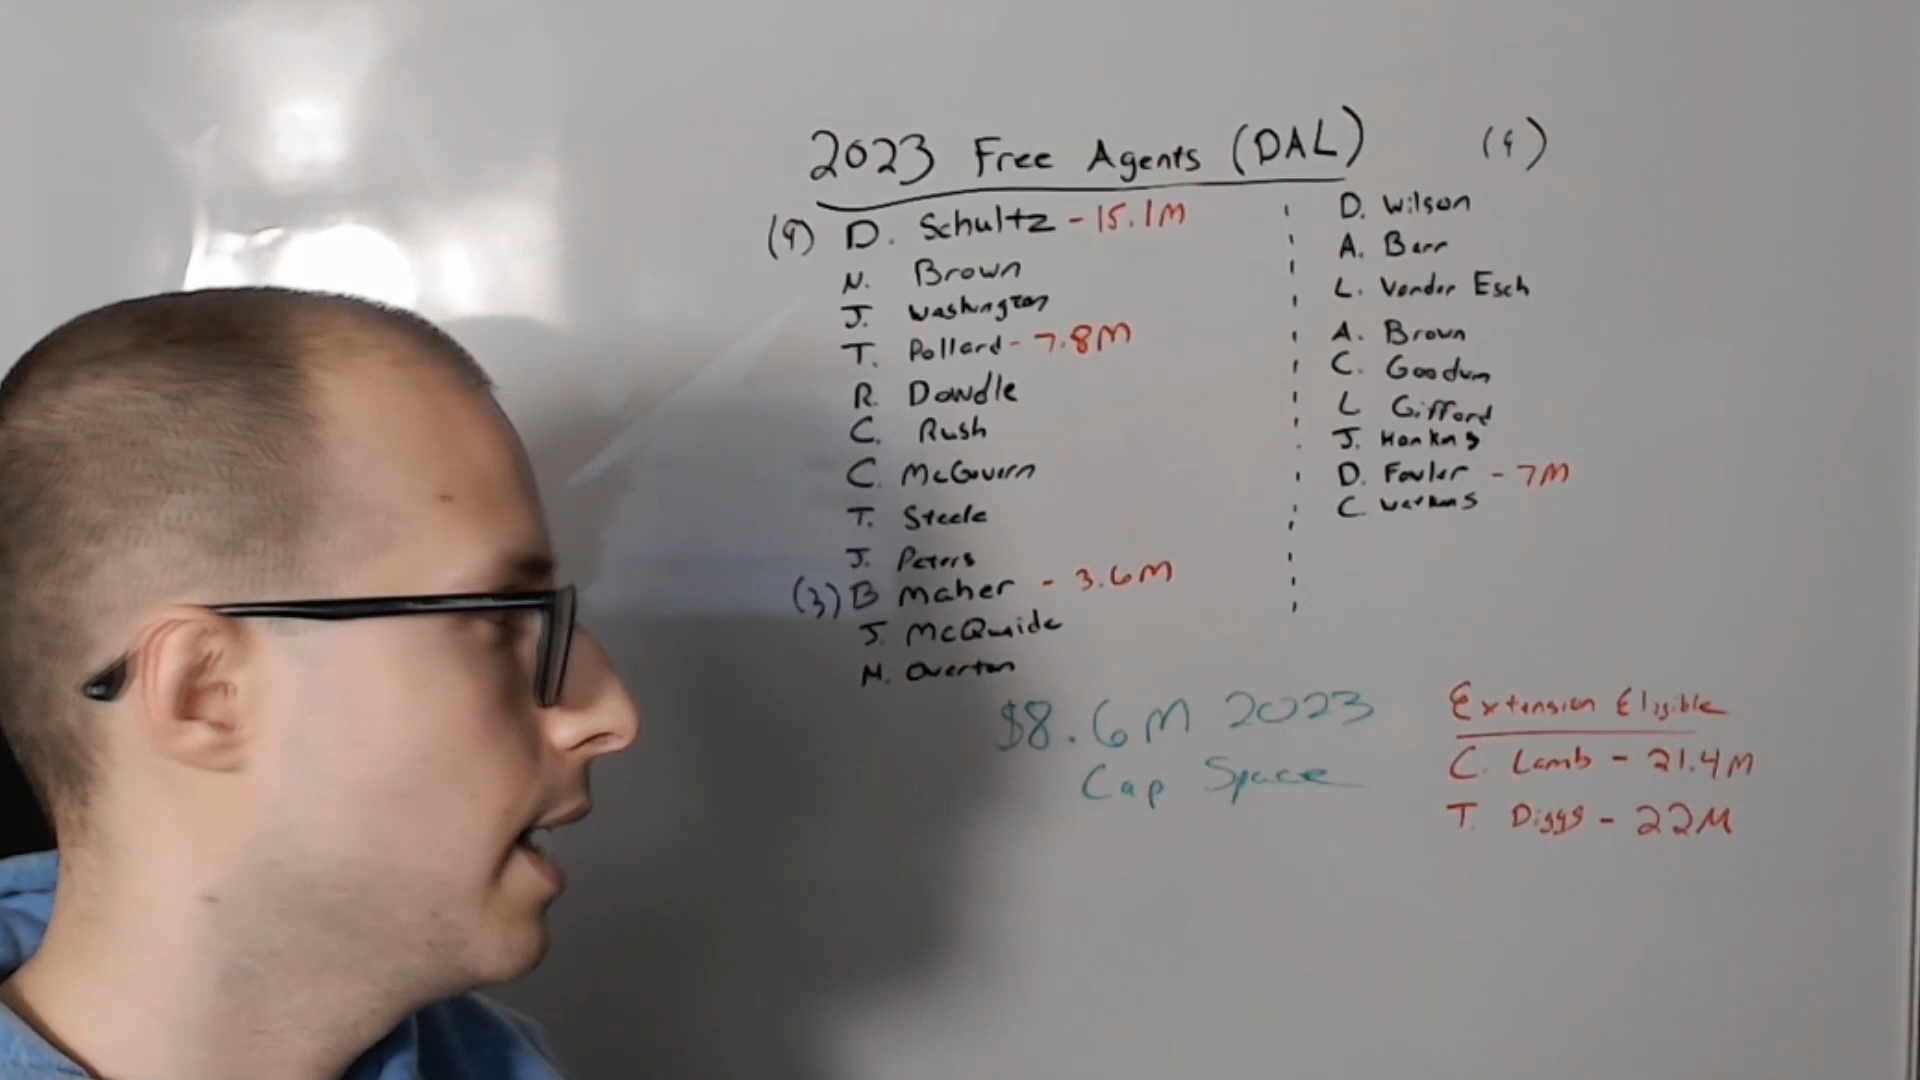 2023 Free Agents (DAL)
(9) D. Schultz - 15.1M
N. Brown
J. Washington
T. Pollard - 7.8M
R. Dowdle
C. Rush
C. McGovern
T. Steele
J. Peters
(3) B Maher - 3.6M
J. McQuaide
M. Overton
(9)
D. Wilson
A. Barr
L. Vander Esch
A. Brown
C. Goodwin
L Gifford
J. Hankins
D. Fowler - 7M
C. Watkins
$8.6M 2023
Cap Space
Extension Eligible
C. Lamb - 21.4M
T. Diggs - 22M